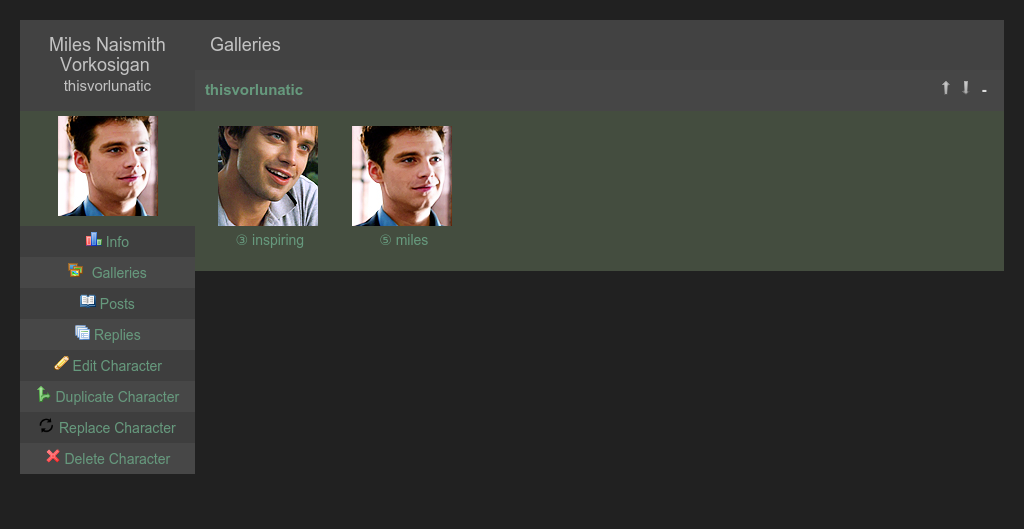 Miles Naismith
Vorkosigan
thisvorlunatic
Galleries
thisvorlunatic
-
③ inspiring
⑤ miles
Info
Galleries
Posts
Replies
Edit Character
Duplicate Character
Replace Character
Delete Character